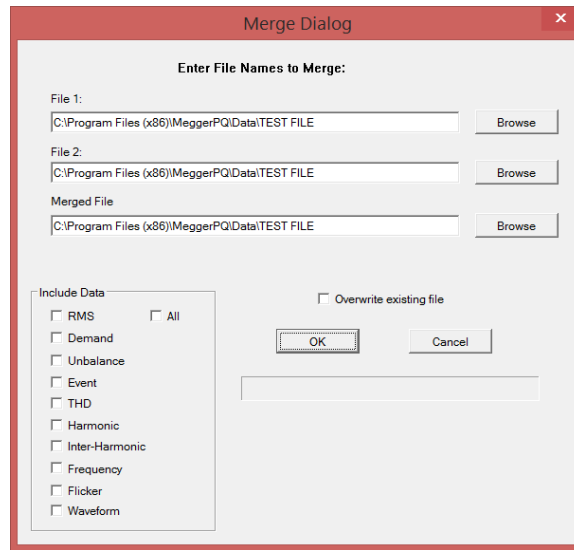 Merge Dialog
Enter File Names to Merge:
File 1:
C:\Program Files (x86)\MeggerPQ\Data\TEST FILE
Browse
File 2:
C:\Program Files (x86)\MeggerPQ\Data\TEST FILE
Browse
Merged File
C:\Program Files (x86)\MeggerPQ\Data\TEST FILE
Browse
Include Data
RMS
All
Demand
Unbalance
Event
THD
Harmonic
Inter-Harmonic
Frequency
Flicker
Waveform
Overwrite existing file
OK
Cancel